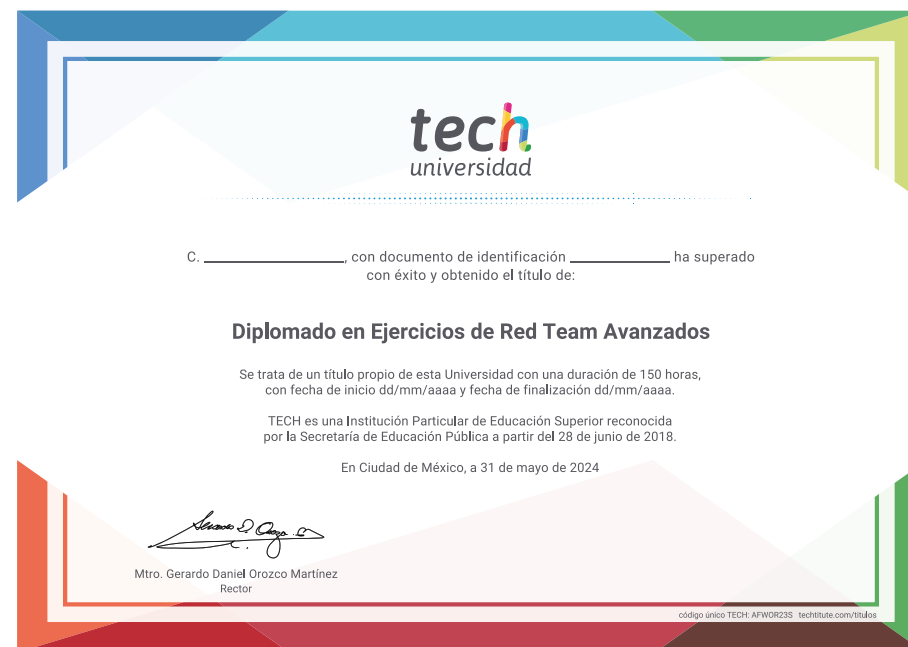 tech
universidad
C. ____________, con documento de identificación _________ ha superado
con éxito y obtenido el título de:
Diplomado en Ejercicios de Red Team Avanzados
Se trata de un título propio de esta Universidad con una duración de 150 horas,
con fecha de inicio dd/mm/aaaa y fecha de finalización dd/mm/aaaa.
TECH es una Institución Particular de Educación Superior reconocida
por la Secretaría de Educación Pública a partir del 28 de junio de 2018.
En Ciudad de México, a 31 de mayo de 2024
Mtro. Gerardo Daniel Orozco Martínez
Rector
código único TECH: AFWOR23S techtitute.com/titulos